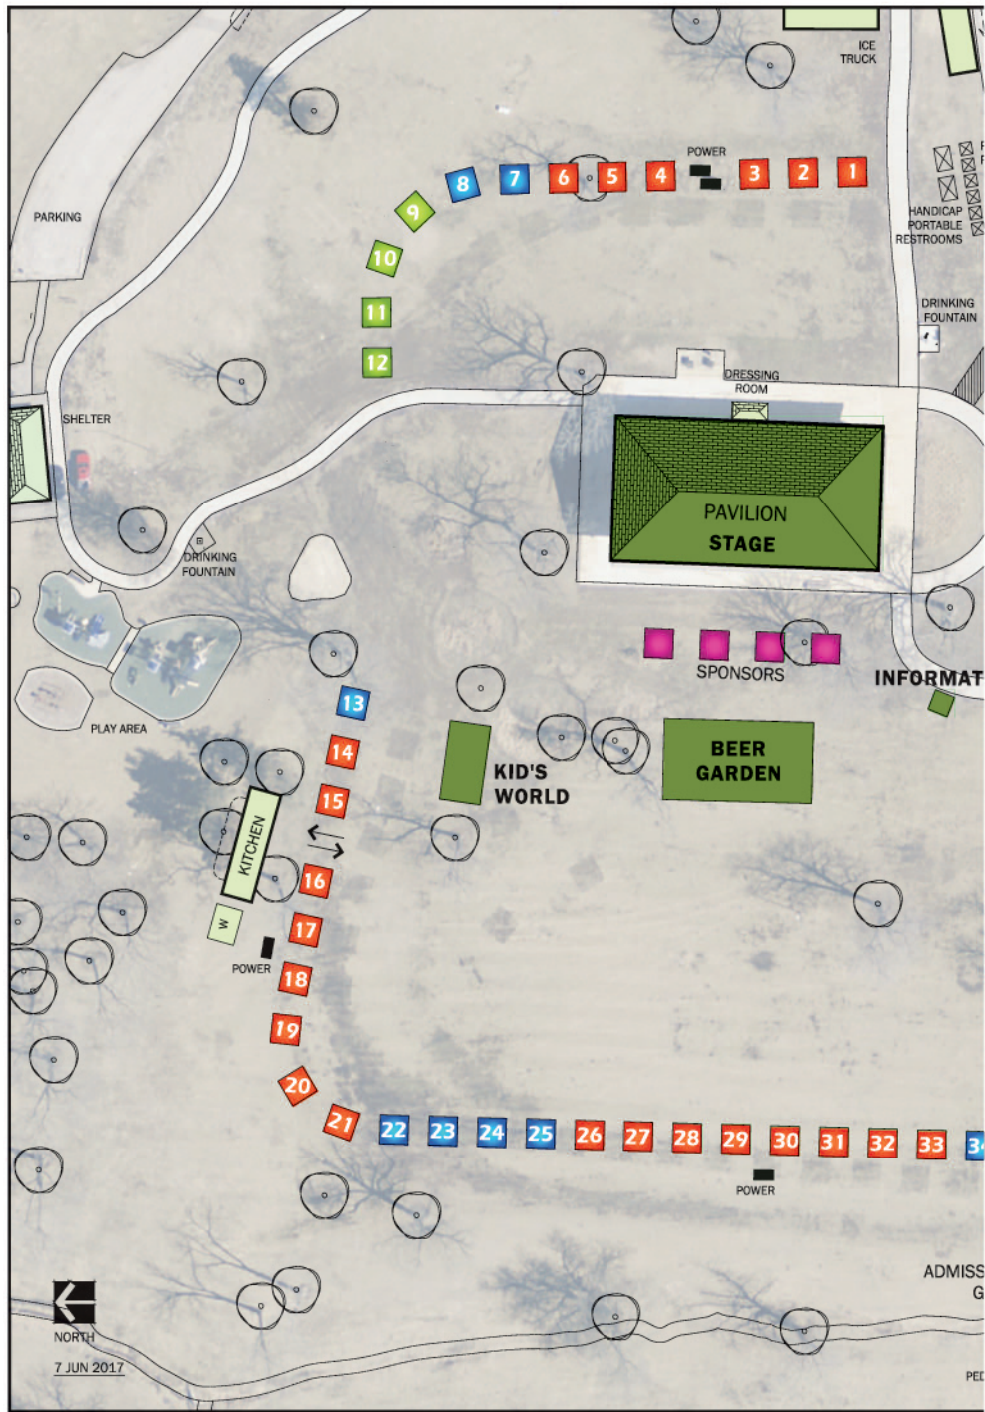 ICE
TRUCK
POWER
8 7 6 5 4 3 2 1
9
10
11
12
PARKING
HANDICAP
PORTABLE
RESTROOMS
DRINKING
FOUNTAIN
DRESSING
ROOM
SHELTER
PAVILION
STAGE
DRINKING
FOUNTAIN
SPONSORS
INFORMAT
PLAY AREA
13
14
15
KID'S
WORLD
BEER
GARDEN
KITCHEN
16
W
17
POWER
18
19
20
21
22 23 24 25 26 27 28 29 30 31 32 33 34
POWER
ADMISS
G
NORTH
7 JUN 2017
PED